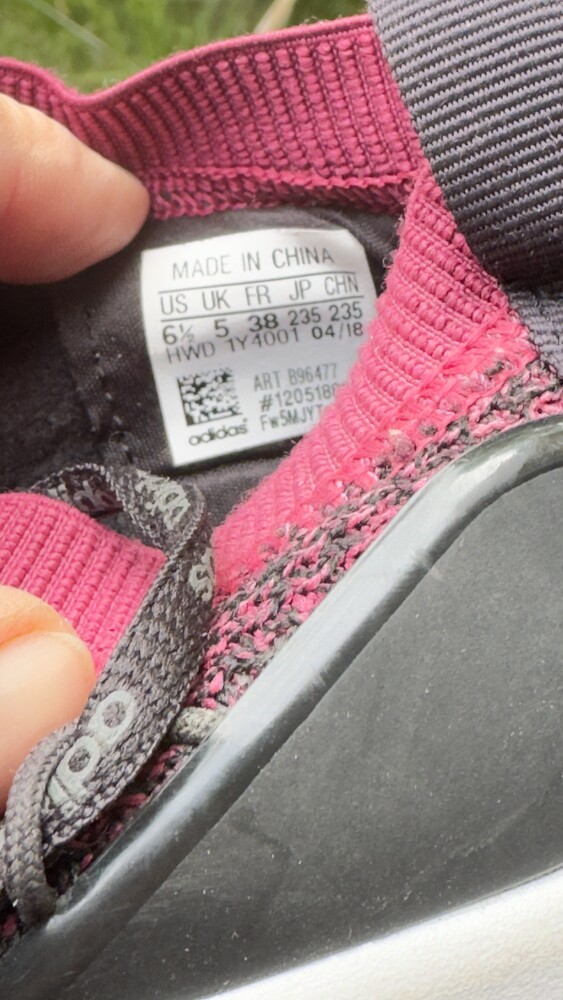 MADE IN CHINA
US UK FR JP CHN
6½ 5 38 235 235
HWD 1Y4001 04/18
ART B96477
#1205180
adidas